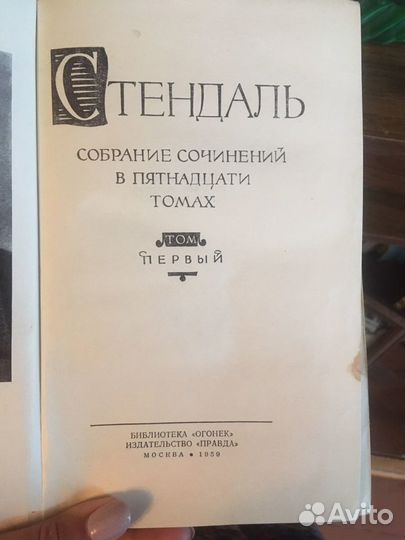 СТЕНДАЛЬ
СОБРАНИЕ СОЧИНЕНИЙ
В ПЯТНАДЦАТИ
ТОМАХ
ТОМ
ПЕРВЫЙ
БИБЛИОТЕКА «ОГОНЕК»
ИЗДАТЕЛЬСТВО «ПРАВДА»
МОСКВА • 1959
Avito